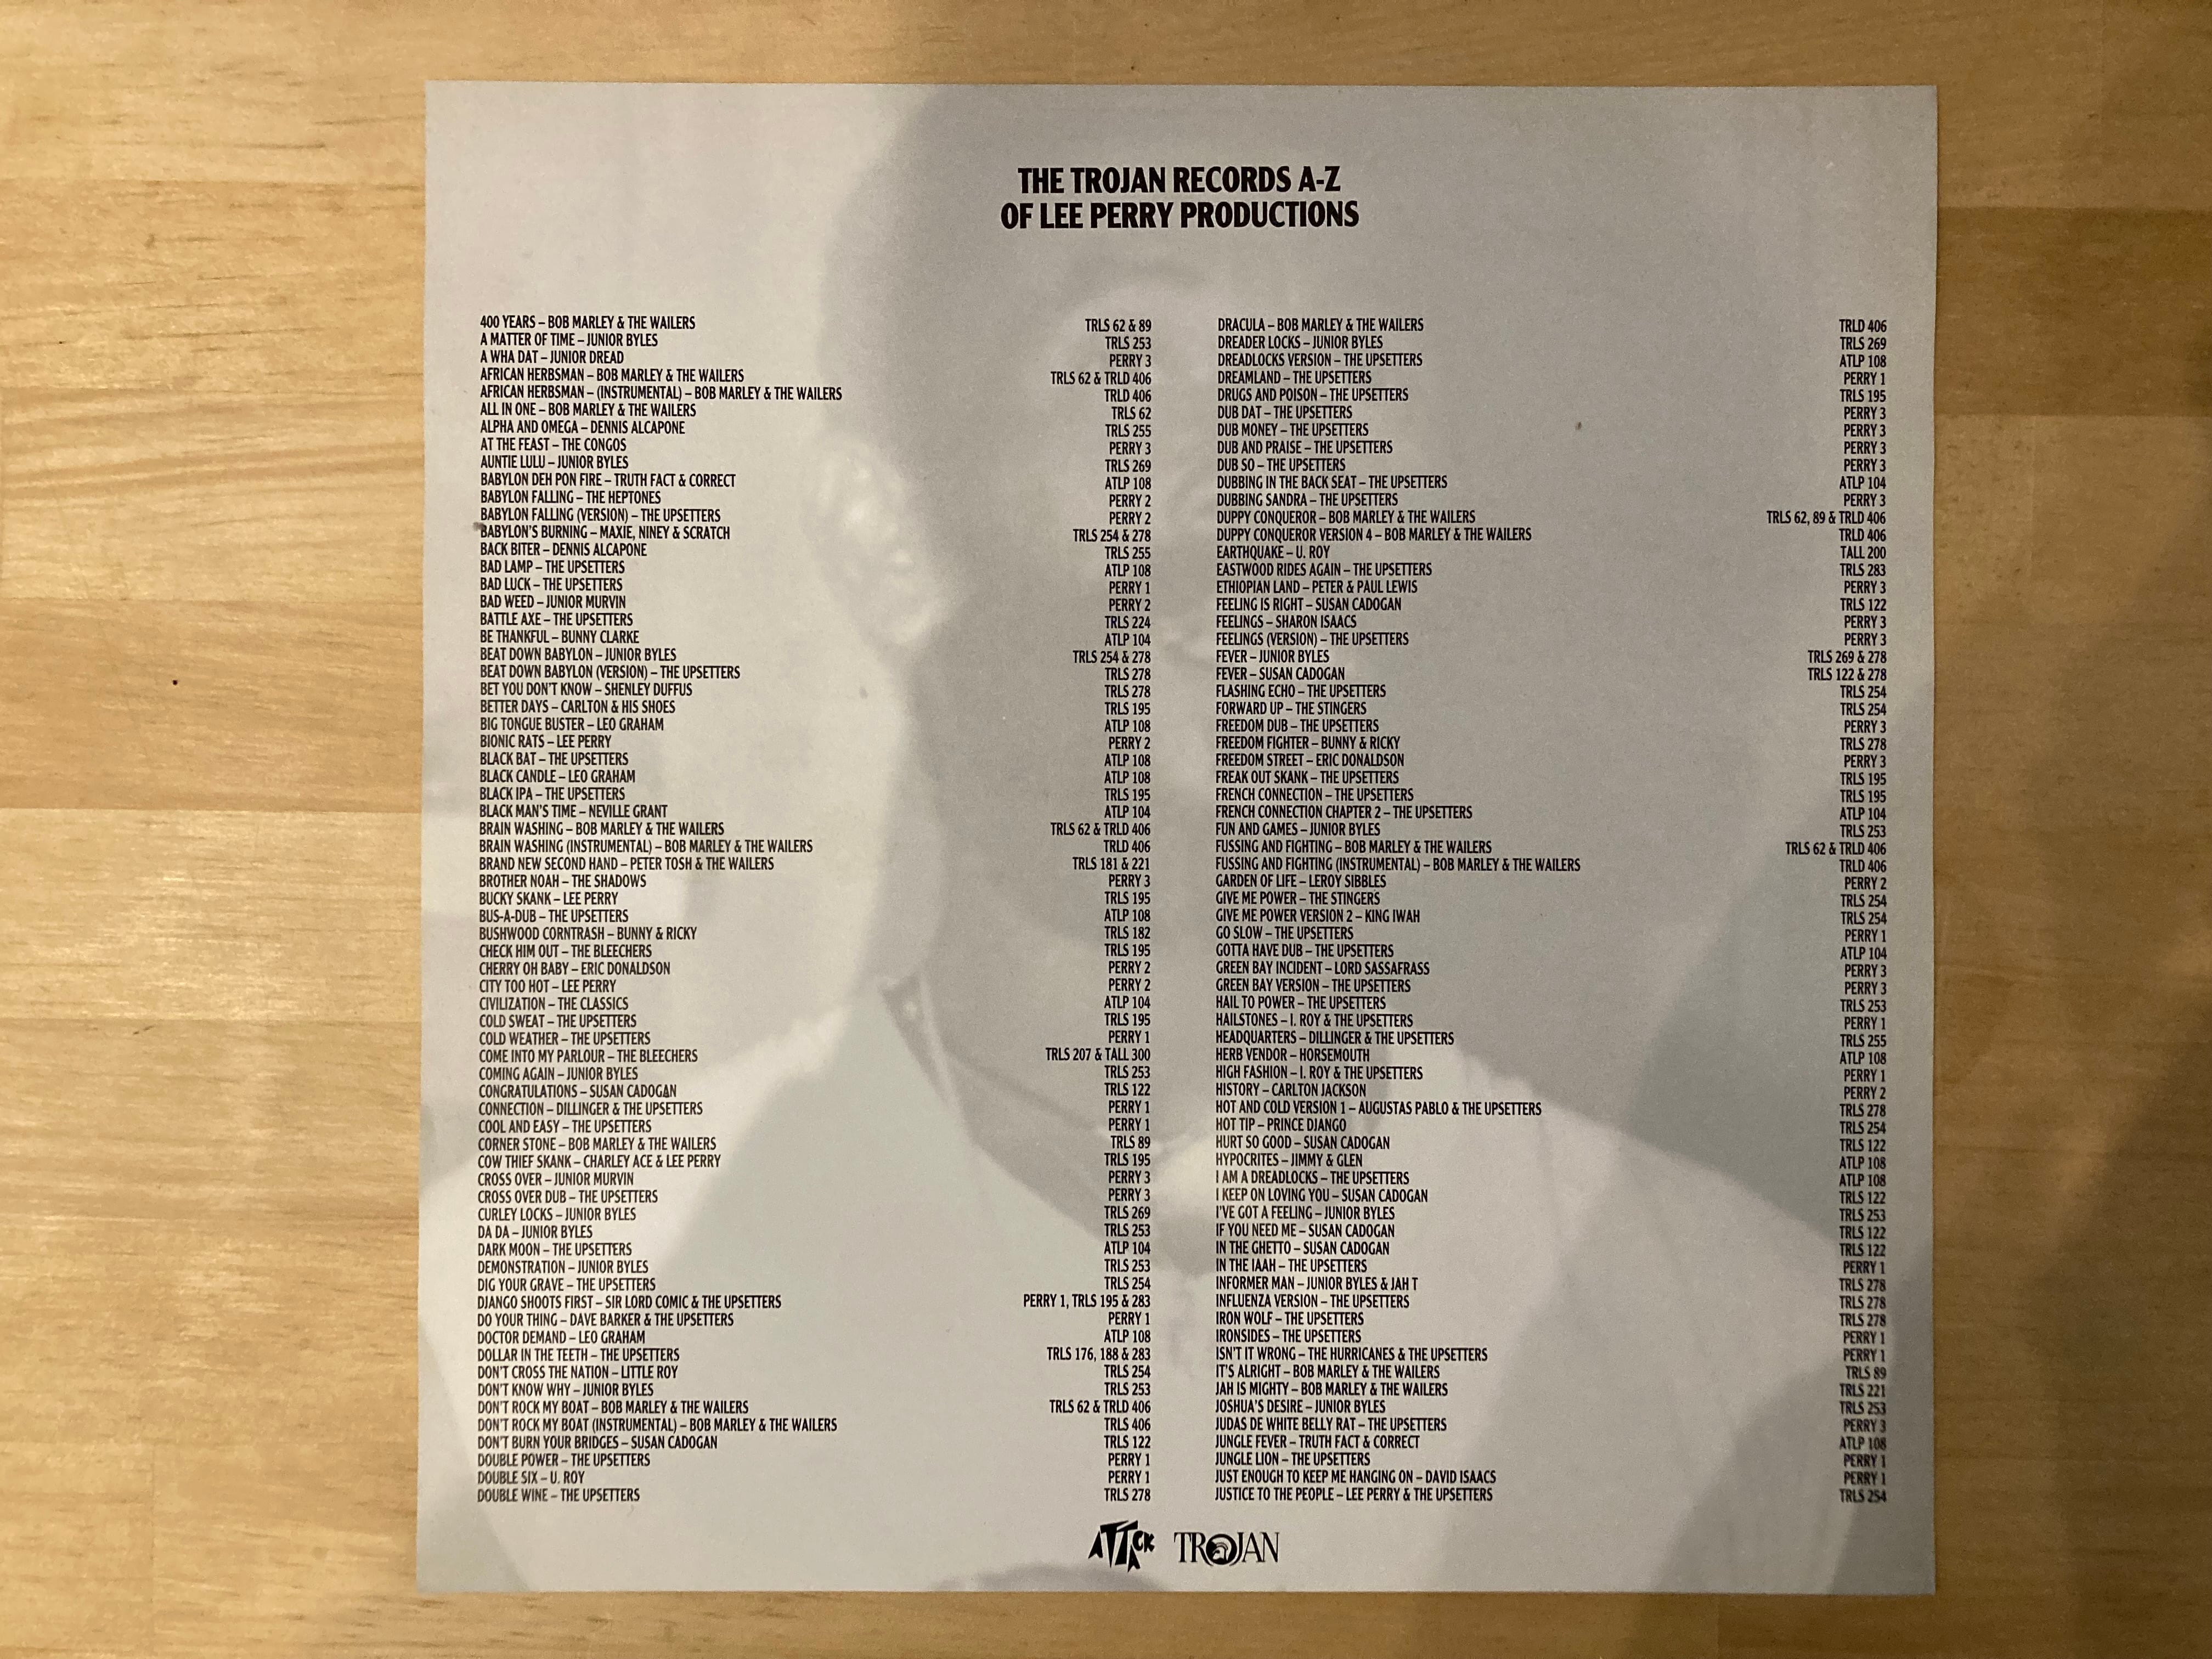 THE TROJAN RECORDS A-Z
OF LEE PERRY PRODUCTIONS
400 YEARS – BOB MARLEY & THE WAILERS TRLS 62 & 89
A MATTER OF TIME – JUNIOR BYLES TRLS 253
A WHA DAT – JUNIOR DREAD PERRY 3
AFRICAN HERBSMAN – BOB MARLEY & THE WAILERS TRLS 62 & TRLD 406
AFRICAN HERBSMAN – (INSTRUMENTAL) – BOB MARLEY & THE WAILERS TRLD 406
ALL IN ONE – BOB MARLEY & THE WAILERS TRLS 62
ALPHA AND OMEGA – DENNIS ALCAPONE TRLS 255
AT THE FEAST – THE CONGOS PERRY 3
AUNTIE LULU – JUNIOR BYLES TRLS 269
BABYLON DEH PON FIRE – TRUTH FACT & CORRECT ATLP 108
BABYLON FALLING – THE HEPTONES PERRY 2
BABYLON FALLING (VERSION) – THE UPSETTERS PERRY 2
BABYLON'S BURNING – MAXIE, NINEY & SCRATCH TRLS 254 & 278
BACK BITER – DENNIS ALCAPONE TRLS 255
BAD LAMP – THE UPSETTERS ATLP 108
BAD LUCK – THE UPSETTERS PERRY 1
BAD WEED – JUNIOR MURVIN PERRY 2
BATTLE AXE – THE UPSETTERS TRLS 224
BE THANKFUL – BUNNY CLARKE ATLP 104
BEAT DOWN BABYLON – JUNIOR BYLES TRLS 254 & 278
BEAT DOWN BABYLON (VERSION) – THE UPSETTERS TRLS 278
BET YOU DON'T KNOW – SHENLEY DUFFUS TRLS 278
BETTER DAYS – CARLTON & HIS SHOES TRLS 195
BIG TONGUE BUSTER – LEO GRAHAM ATLP 108
BIONIC RATS – LEE PERRY PERRY 2
BLACK BAT – THE UPSETTERS ATLP 108
BLACK CANDLE – LEO GRAHAM ATLP 108
BLACK IPA – THE UPSETTERS TRLS 195
BLACK MAN'S TIME – NEVILLE GRANT ATLP 104
BRAIN WASHING – BOB MARLEY & THE WAILERS TRLS 62 & TRLD 406
BRAIN WASHING (INSTRUMENTAL) – BOB MARLEY & THE WAILERS TRLD 406
BRAND NEW SECOND HAND – PETER TOSH & THE WAILERS TRLS 181 & 221
BROTHER NOAH – THE SHADOWS PERRY 3
BUCKY SKANK – LEE PERRY TRLS 195
BUS-A-DUB – THE UPSETTERS ATLP 108
BUSHWOOD CORNTRASH – BUNNY & RICKY TRLS 182
CHECK HIM OUT – THE BLEECHERS TRLS 195
CHERRY OH BABY – ERIC DONALDSON PERRY 2
CITY TOO HOT – LEE PERRY PERRY 2
CIVILIZATION – THE CLASSICS ATLP 104
COLD SWEAT – THE UPSETTERS TRLS 195
COLD WEATHER – THE UPSETTERS PERRY 1
COME INTO MY PARLOUR – THE BLEECHERS TRLS 207 & TALL 300
COMING AGAIN – JUNIOR BYLES TRLS 253
CONGRATULATIONS – SUSAN CADOGAN TRLS 122
CONNECTION – DILLINGER & THE UPSETTERS PERRY 1
COOL AND EASY – THE UPSETTERS PERRY 1
CORNER STONE – BOB MARLEY & THE WAILERS TRLS 89
COW THIEF SKANK – CHARLEY ACE & LEE PERRY TRLS 195
CROSS OVER – JUNIOR MURVIN PERRY 3
CROSS OVER DUB – THE UPSETTERS PERRY 3
CURLEY LOCKS – JUNIOR BYLES TRLS 269
DA DA – JUNIOR BYLES TRLS 253
DARK MOON – THE UPSETTERS ATLP 104
DEMONSTRATION – JUNIOR BYLES TRLS 253
DIG YOUR GRAVE – THE UPSETTERS TRLS 254
DJANGO SHOOTS FIRST – SIR LORD COMIC & THE UPSETTERS PERRY 1, TRLS 195 & 283
DO YOUR THING – DAVE BARKER & THE UPSETTERS PERRY 1
DOCTOR DEMAND – LEO GRAHAM ATLP 108
DOLLAR IN THE TEETH – THE UPSETTERS TRLS 176, 188 & 283
DON'T CROSS THE NATION – LITTLE ROY TRLS 254
DON'T KNOW WHY – JUNIOR BYLES TRLS 253
DON'T ROCK MY BOAT – BOB MARLEY & THE WAILERS TRLS 62 & TRLD 406
DON'T ROCK MY BOAT (INSTRUMENTAL) – BOB MARLEY & THE WAILERS TRLS 406
DON'T BURN YOUR BRIDGES – SUSAN CADOGAN TRLS 122
DOUBLE POWER – THE UPSETTERS PERRY 1
DOUBLE SIX – U. ROY PERRY 1
DOUBLE WINE – THE UPSETTERS TRLS 278
DRACULA – BOB MARLEY & THE WAILERS TRLD 406
DREADER LOCKS – JUNIOR BYLES TRLS 269
DREADLOCKS VERSION – THE UPSETTERS ATLP 108
DREAMLAND – THE UPSETTERS PERRY 1
DRUGS AND POISON – THE UPSETTERS TRLS 195
DUB DAT – THE UPSETTERS PERRY 3
DUB MONEY – THE UPSETTERS PERRY 3
DUB AND PRAISE – THE UPSETTERS PERRY 3
DUB SO – THE UPSETTERS PERRY 3
DUBBING IN THE BACK SEAT – THE UPSETTERS ATLP 104
DUBBING SANDRA – THE UPSETTERS PERRY 3
DUPPY CONQUEROR – BOB MARLEY & THE WAILERS TRLS 62, 89 & TRLD 406
DUPPY CONQUEROR VERSION 4 – BOB MARLEY & THE WAILERS TRLD 406
EARTHQUAKE – U. ROY TALL 200
EASTWOOD RIDES AGAIN – THE UPSETTERS TRLS 283
ETHIOPIAN LAND – PETER & PAUL LEWIS PERRY 3
FEELING IS RIGHT – SUSAN CADOGAN TRLS 122
FEELINGS – SHARON ISAACS PERRY 3
FEELINGS (VERSION) – THE UPSETTERS PERRY 3
FEVER – JUNIOR BYLES TRLS 269 & 278
FEVER – SUSAN CADOGAN TRLS 122 & 278
FLASHING ECHO – THE UPSETTERS TRLS 254
FORWARD UP – THE STINGERS TRLS 254
FREEDOM DUB – THE UPSETTERS PERRY 3
FREEDOM FIGHTER – BUNNY & RICKY TRLS 278
FREEDOM STREET – ERIC DONALDSON PERRY 3
FREAK OUT SKANK – THE UPSETTERS TRLS 195
FRENCH CONNECTION – THE UPSETTERS TRLS 195
FRENCH CONNECTION CHAPTER 2 – THE UPSETTERS ATLP 104
FUN AND GAMES – JUNIOR BYLES TRLS 253
FUSSING AND FIGHTING – BOB MARLEY & THE WAILERS TRLS 62 & TRLD 406
FUSSING AND FIGHTING (INSTRUMENTAL) – BOB MARLEY & THE WAILERS TRLD 406
GARDEN OF LIFE – LEROY SIBBLES PERRY 2
GIVE ME POWER – THE STINGERS TRLS 254
GIVE ME POWER VERSION 2 – KING IWAH TRLS 254
GO SLOW – THE UPSETTERS PERRY 1
GOTTA HAVE DUB – THE UPSETTERS ATLP 104
GREEN BAY INCIDENT – LORD SASSAFRASS PERRY 3
GREEN BAY VERSION – THE UPSETTERS PERRY 3
HAIL TO POWER – THE UPSETTERS TRLS 253
HAILSTONES – I. ROY & THE UPSETTERS PERRY 1
HEADQUARTERS – DILLINGER & THE UPSETTERS TRLS 255
HERB VENDOR – HORSEMOUTH ATLP 108
HIGH FASHION – I. ROY & THE UPSETTERS PERRY 1
HISTORY – CARLTON JACKSON PERRY 2
HOT AND COLD VERSION 1 – AUGUSTAS PABLO & THE UPSETTERS TRLS 278
HOT TIP – PRINCE DJANGO TRLS 254
HURT SO GOOD – SUSAN CADOGAN TRLS 122
HYPOCRITES – JIMMY & GLEN ATLP 108
I AM A DREADLOCKS – THE UPSETTERS ATLP 108
I KEEP ON LOVING YOU – SUSAN CADOGAN TRLS 122
I'VE GOT A FEELING – JUNIOR BYLES TRLS 253
IF YOU NEED ME – SUSAN CADOGAN TRLS 122
IN THE GHETTO – SUSAN CADOGAN TRLS 122
IN THE IAAH – THE UPSETTERS PERRY 1
INFORMER MAN – JUNIOR BYLES & JAH T TRLS 278
INFLUENZA VERSION – THE UPSETTERS TRLS 278
IRON WOLF – THE UPSETTERS TRLS 278
IRONSIDES – THE UPSETTERS PERRY 1
ISN'T IT WRONG – THE HURRICANES & THE UPSETTERS PERRY 1
IT'S ALRIGHT – BOB MARLEY & THE WAILERS TRLS 89
JAH IS MIGHTY – BOB MARLEY & THE WAILERS TRLS 221
JOSHUA'S DESIRE – JUNIOR BYLES TRLS 253
JUDAS DE WHITE BELLY RAT – THE UPSETTERS PERRY 3
JUNGLE FEVER – TRUTH FACT & CORRECT ATLP 108
JUNGLE LION – THE UPSETTERS PERRY 1
JUST ENOUGH TO KEEP ME HANGING ON – DAVID ISAACS PERRY 1
JUSTICE TO THE PEOPLE – LEE PERRY & THE UPSETTERS TRLS 254
ATTACK TROJAN